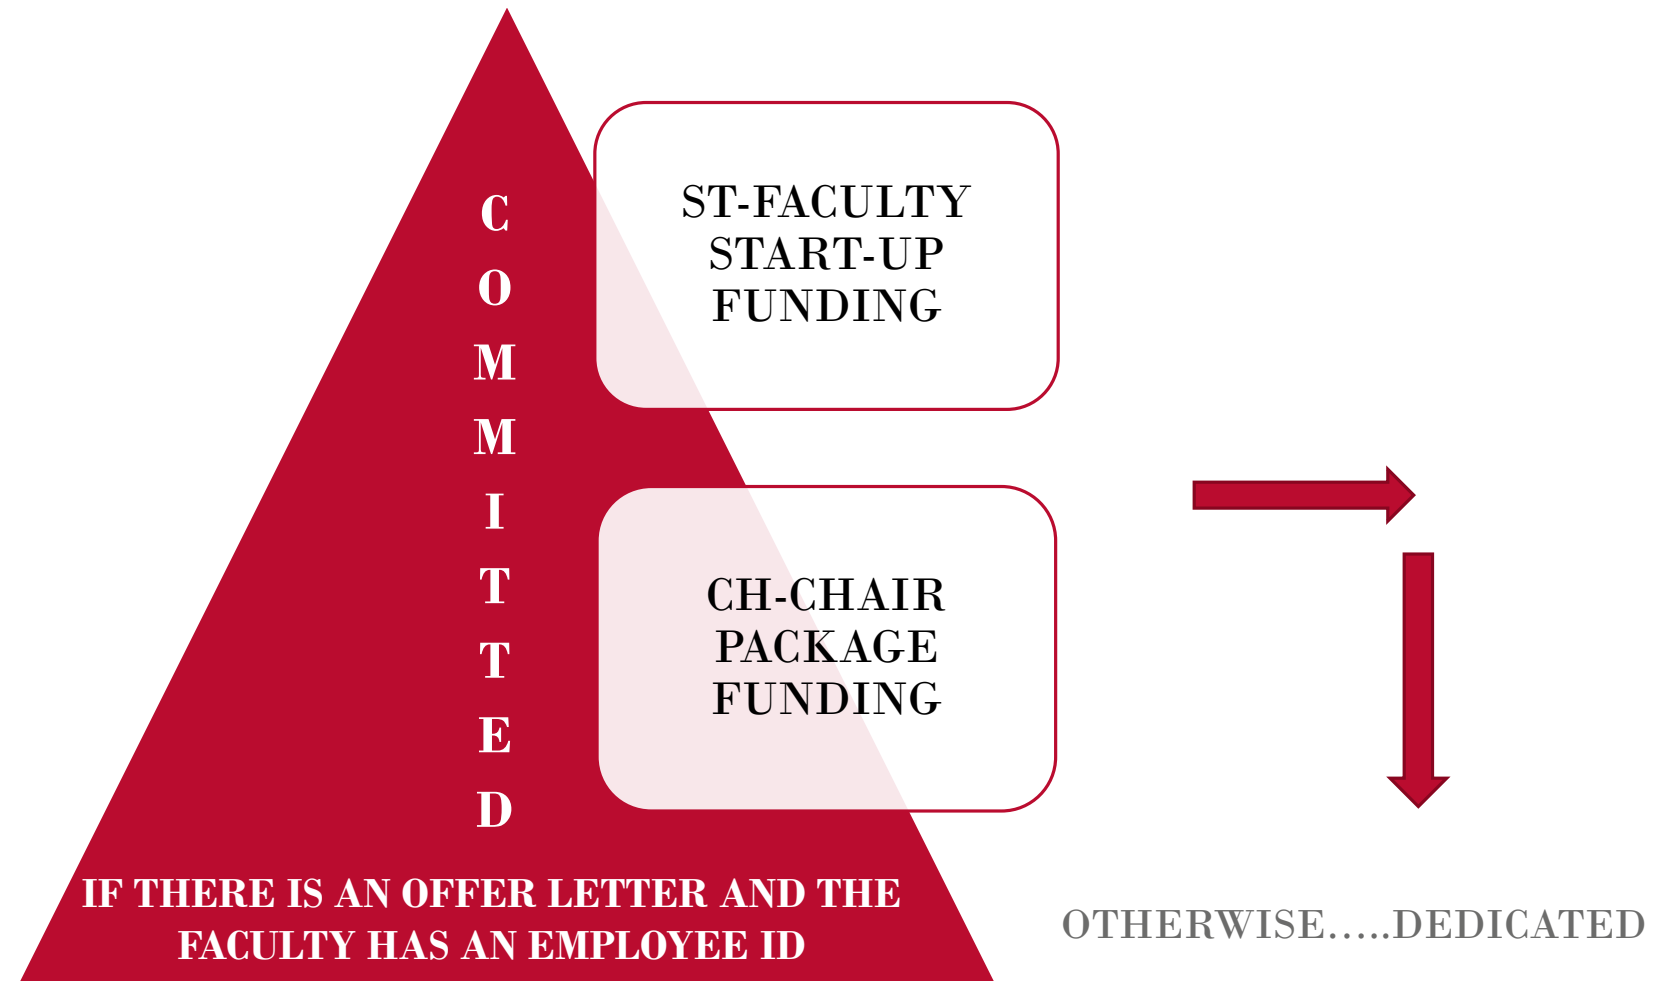 C
O
M
M
I
T
T
E
D
IF THERE IS AN OFFER LETTER AND THE
FACULTY HAS AN EMPLOYEE ID
ST-FACULTY
START-UP
FUNDING
CH-CHAIR
PACKAGE
FUNDING
OTHERWISE…..DEDICATED